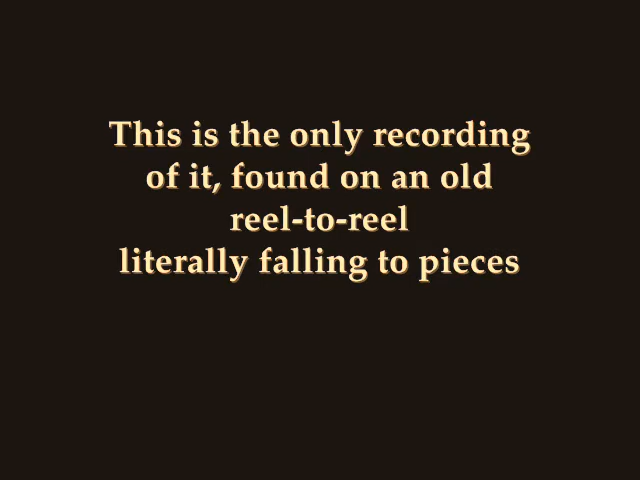 This is the only recording
of it, found on an old
reel-to-reel
literally falling to pieces